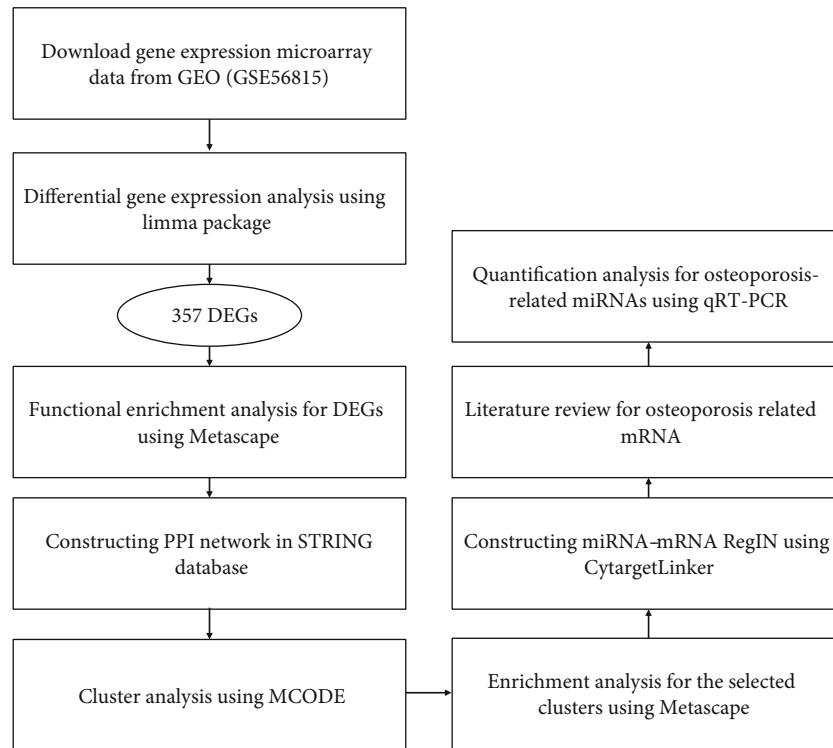 Download gene expression microarray
data from GEO (GSE56815)
Differential gene expression analysis using
limma package
357 DEGs
Functional enrichment analysis for DEGs
using Metascape
Constructing PPI network in STRING
database
Cluster analysis using MCODE
Enrichment analysis for the selected
clusters using Metascape
Constructing miRNA–mRNA RegIN using
CytargetLinker
Literature review for osteoporosis related
mRNA
Quantification analysis for osteoporosis-
related miRNAs using qRT-PCR